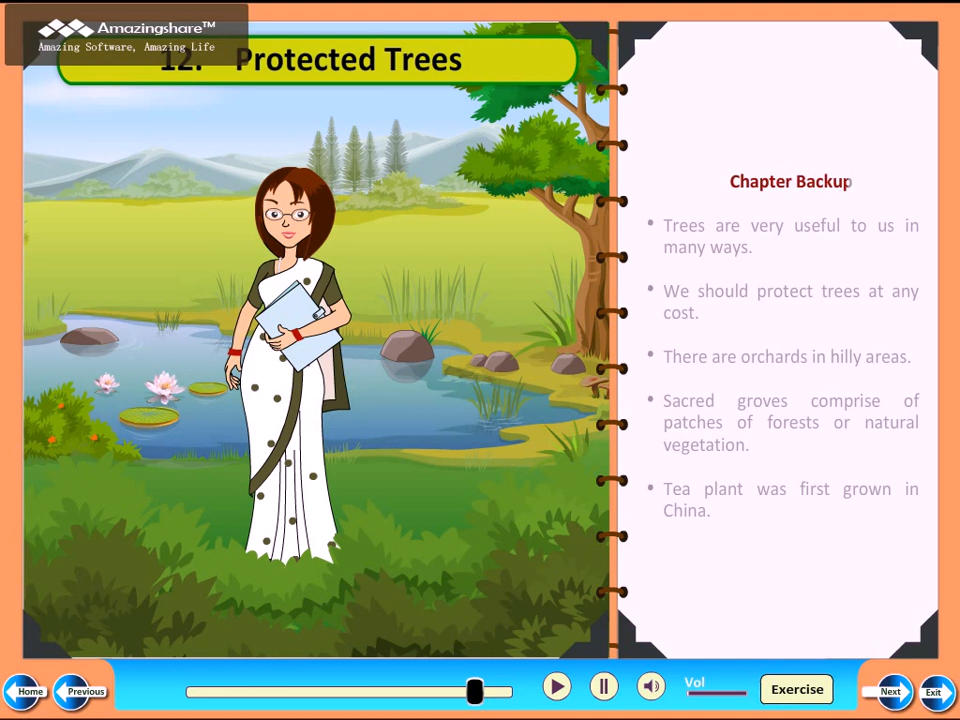 Amazingshare™
Amazing Software, Amazing Life
12. Protected Trees
Chapter Backup
• Trees are very useful to us in
many ways.
• We should protect trees at any
cost.
• There are orchards in hilly areas.
• Sacred groves comprise of
patches of forests or natural
vegetation.
• Tea plant was first grown in
China.
Home
Previous
Vol
Exercise
Next
Exit